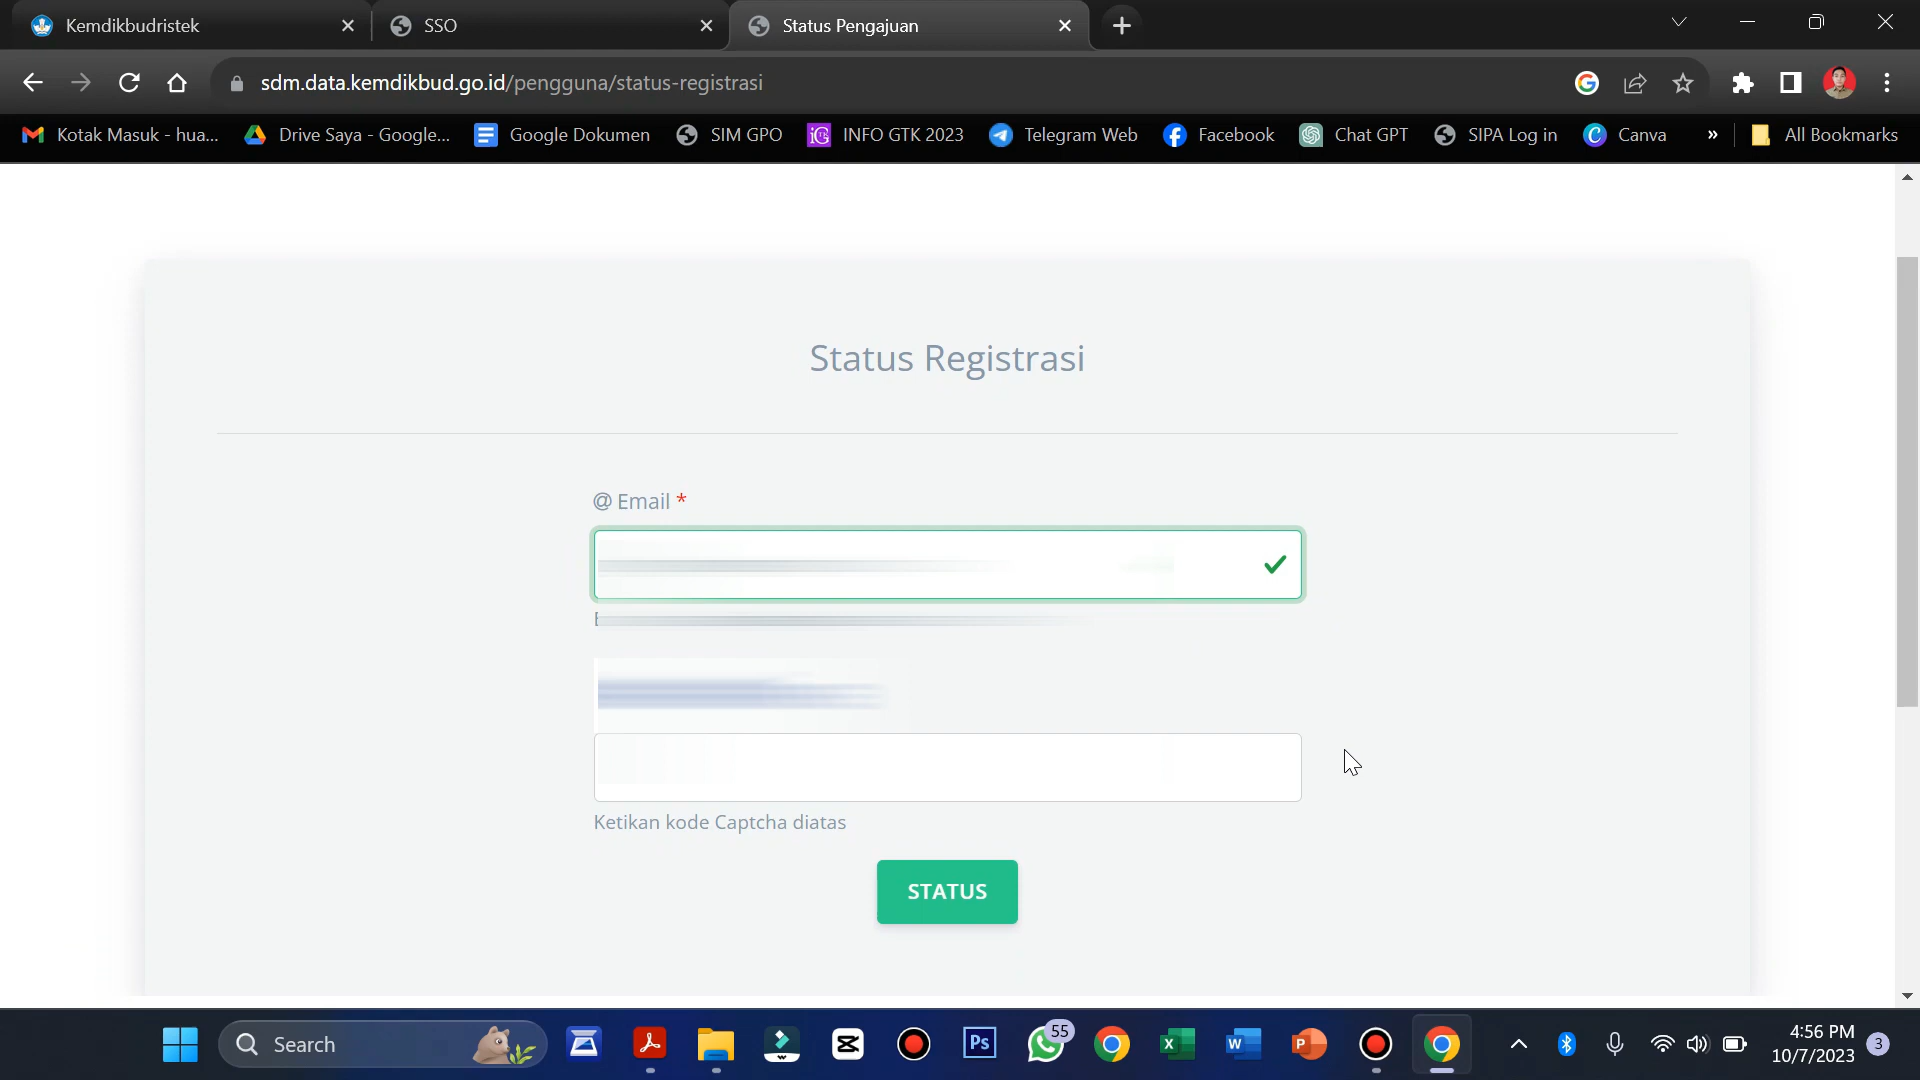 Kemdikbudristek
SSO
Status Pengajuan
sdm.data.kemdikbud.go.id/pengguna/status-registrasi
Kotak Masuk - hua...
Drive Saya - Google...
Google Dokumen
SIM GPO
INFO GTK 2023
Telegram Web
Facebook
Chat GPT
SIPA Log in
Canva
»
All Bookmarks
Status Registrasi
@ Email *
Ketikan kode Captcha diatas
STATUS
Search
Ps
55
4:56 PM
10/7/2023
3